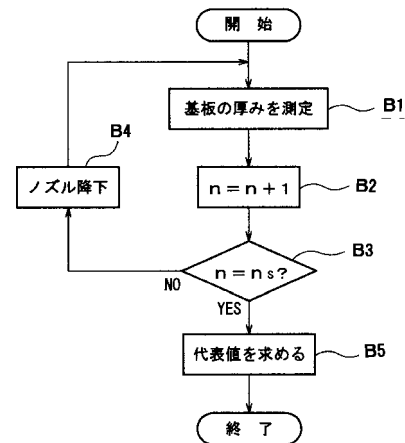 開 始
基板の厚みを測定
B1
B4
ノズル降下
n=n+1
B2
B3
n=ns?
NO
YES
代表値を求める
B5
終 了